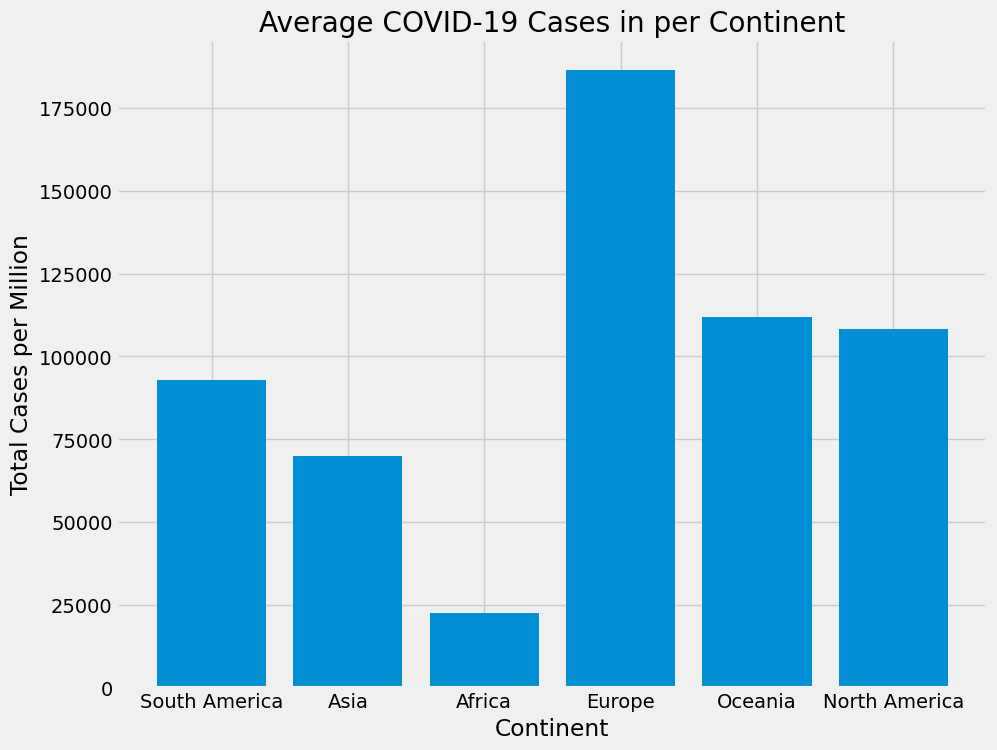 Average COVID-19 Cases in per Continent
Total Cases per Million
175000
150000
125000
100000
75000
50000
25000
0
South America Asia Africa Europe Oceania North America
Continent